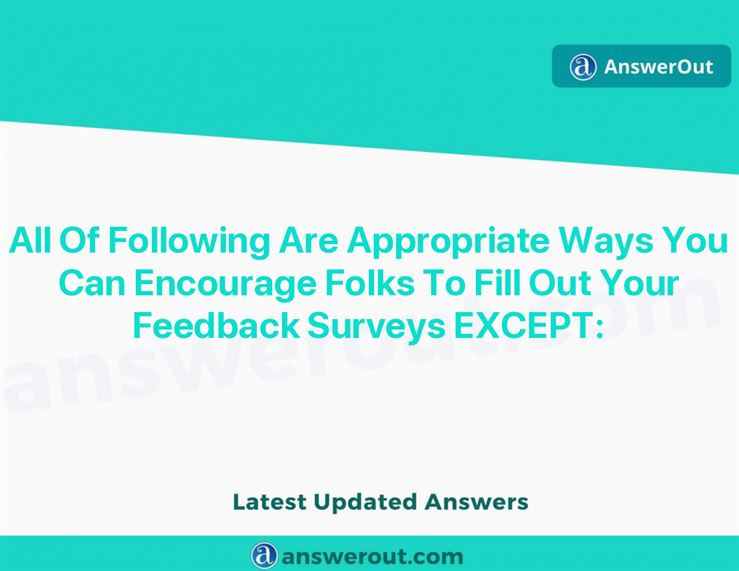 AnswerOut
All Of Following Are Appropriate Ways You
Can Encourage Folks To Fill Out Your
Feedback Surveys EXCEPT:
answerout.com
Latest Updated Answers
answerout.com